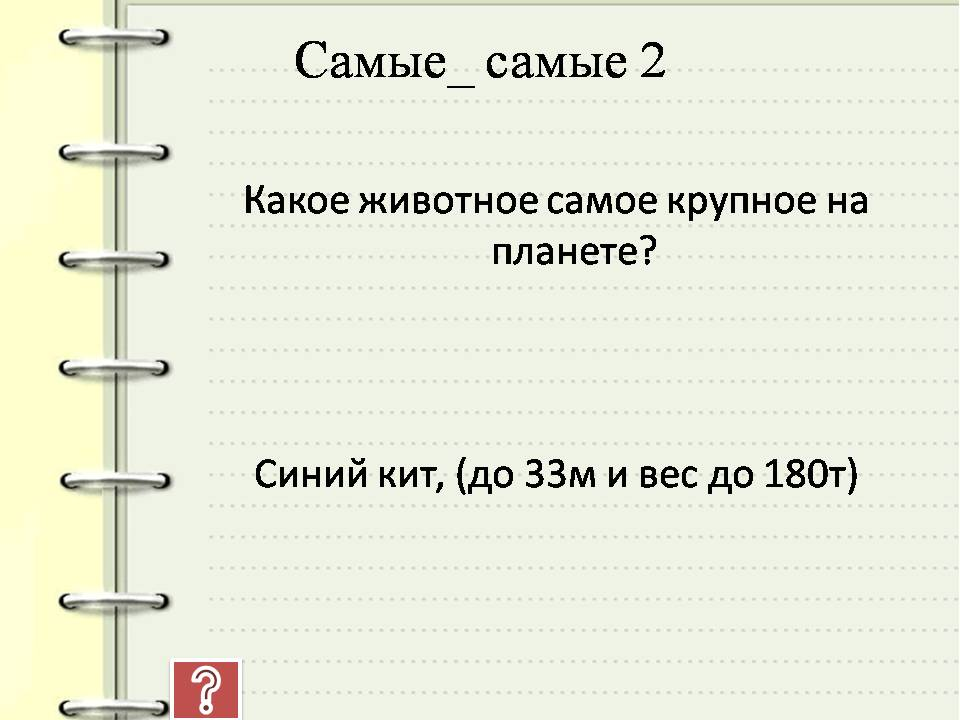 Самые_ самые 2
Какое животное самое крупное на
планете?
Синий кит, (до 33м и вес до 180т)
?